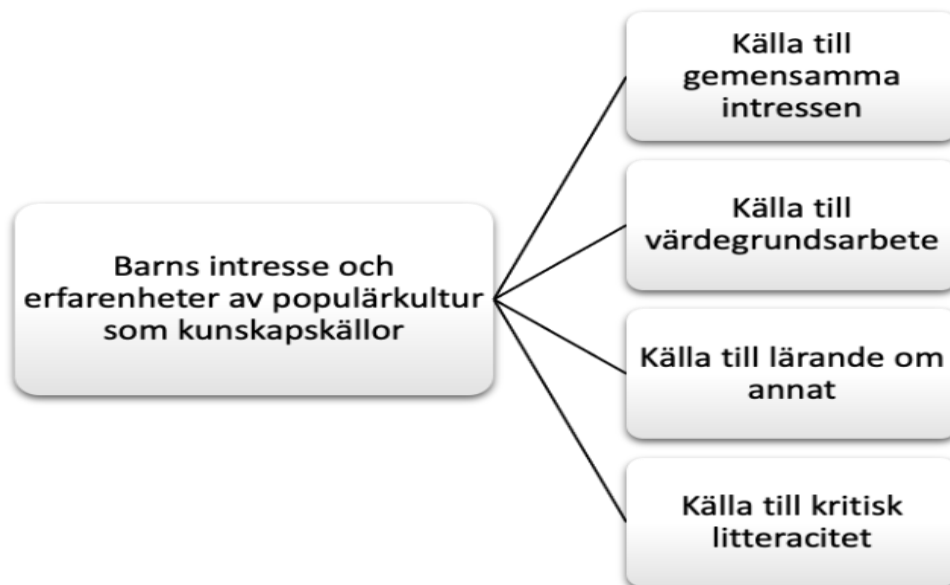 Barns intresse och
erfarenheter av populärkultur
som kunskapskällor
Källa till
gemensamma
intressen
Källa till
värdegrundsarbete
Källa till lärande om
annat
Källa till kritisk
litteracitet